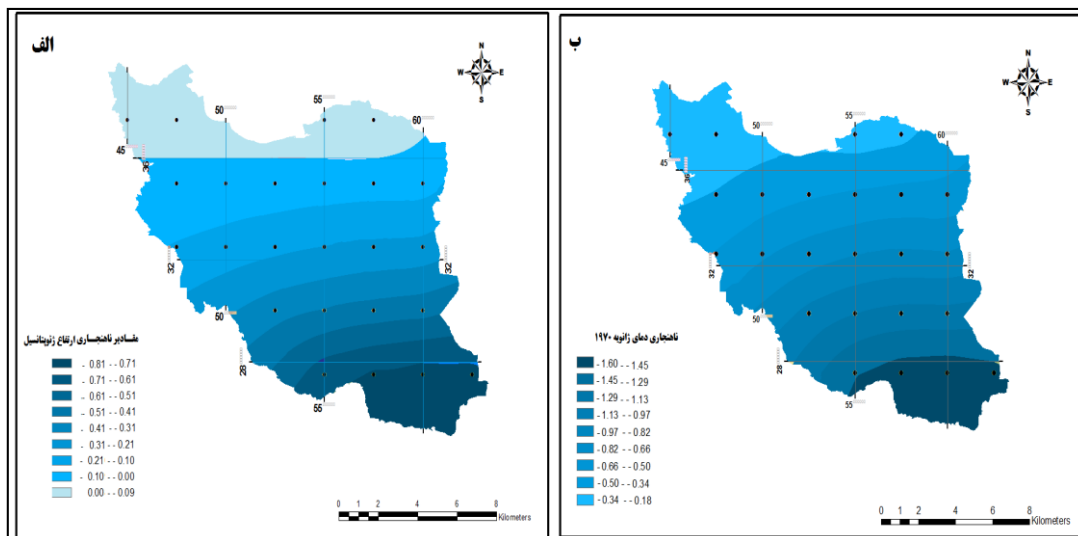 الف
N
W E
S
55
50
60
45
36
32
32
50
28
55
مقادیر ناهنجاری ارتفاع ژئوپتانسیل
- 0.81 - - 0.71
- 0.71 - - 0.61
- 0.61 - - 0.51
- 0.51 - - 0.41
- 0.41 - - 0.31
- 0.31 - - 0.21
- 0.21 - - 0.10
- 0.10 - 0.00
0.00 - - 0.09
0 1 2 4 6 8
Kilometers
ب
N
W E
S
55
50
60
45
36
32
32
50
28
55
ناهنجاری دمای ژانویه ۱۹۷۰
- 1.60 - - 1.45
- 1.45 - - 1.29
- 1.29 - - 1.13
- 1.13 - - 0.97
- 0.97 - - 0.82
- 0.82 - - 0.66
- 0.66 - - 0.50
- 0.50 - - 0.34
- 0.34 - - 0.18
0 1 2 4 6 8
Kilometers